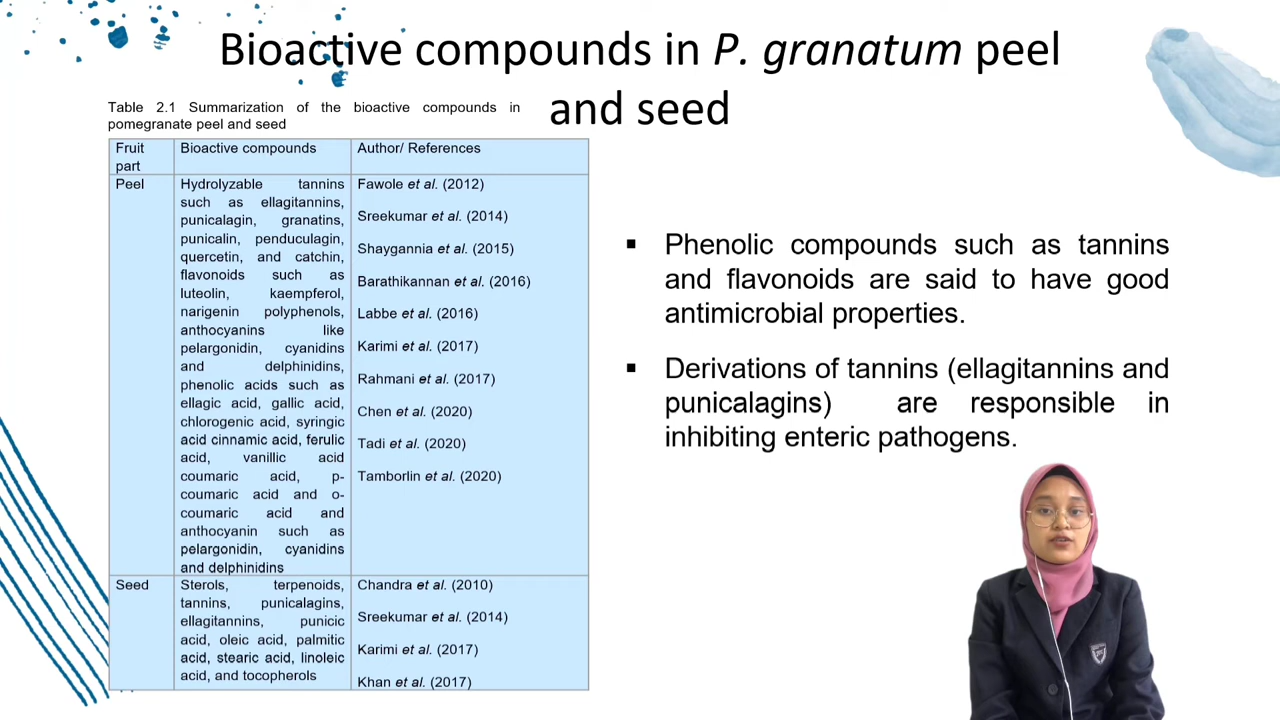 Bioactive compounds in P. granatum peel
and seed
Table 2.1 Summarization of the bioactive compounds in
pomegranate peel and seed
Fruit
part
Bioactive compounds
Author/ References
Peel
Hydrolyzable tannins
such as ellagitannins,
punicalagin, granatins,
punicalin, penduculagin,
quercetin, and catchin,
flavonoids such as
luteolin, kaempferol,
narigenin polyphenols,
anthocyanins like
pelargonidin, cyanidins
and delphinidins,
phenolic acids such as
ellagic acid, gallic acid,
chlorogenic acid, syringic
acid cinnamic acid, ferulic
acid, vanillic acid
coumaric acid, p-
coumaric acid and o-
coumaric acid and
anthocyanin such as
pelargonidin, cyanidins
and delphinidins
Fawole et al. (2012)
Sreekumar et al. (2014)
Shaygannia et al. (2015)
Barathikannan et al. (2016)
Labbe et al. (2016)
Karimi et al. (2017)
Rahmani et al. (2017)
Chen et al. (2020)
Tadi et al. (2020)
Tamborlin et al. (2020)
Seed
Sterols, terpenoids,
tannins, punicalagins,
ellagitannins, punicic
acid, oleic acid, palmitic
acid, stearic acid, linoleic
acid, and tocopherols
Chandra et al. (2010)
Sreekumar et al. (2014)
Karimi et al. (2017)
Khan et al. (2017)
▪ Phenolic compounds such as tannins
and flavonoids are said to have good
antimicrobial properties.
▪ Derivations of tannins (ellagitannins and
punicalagins) are responsible in
inhibiting enteric pathogens.